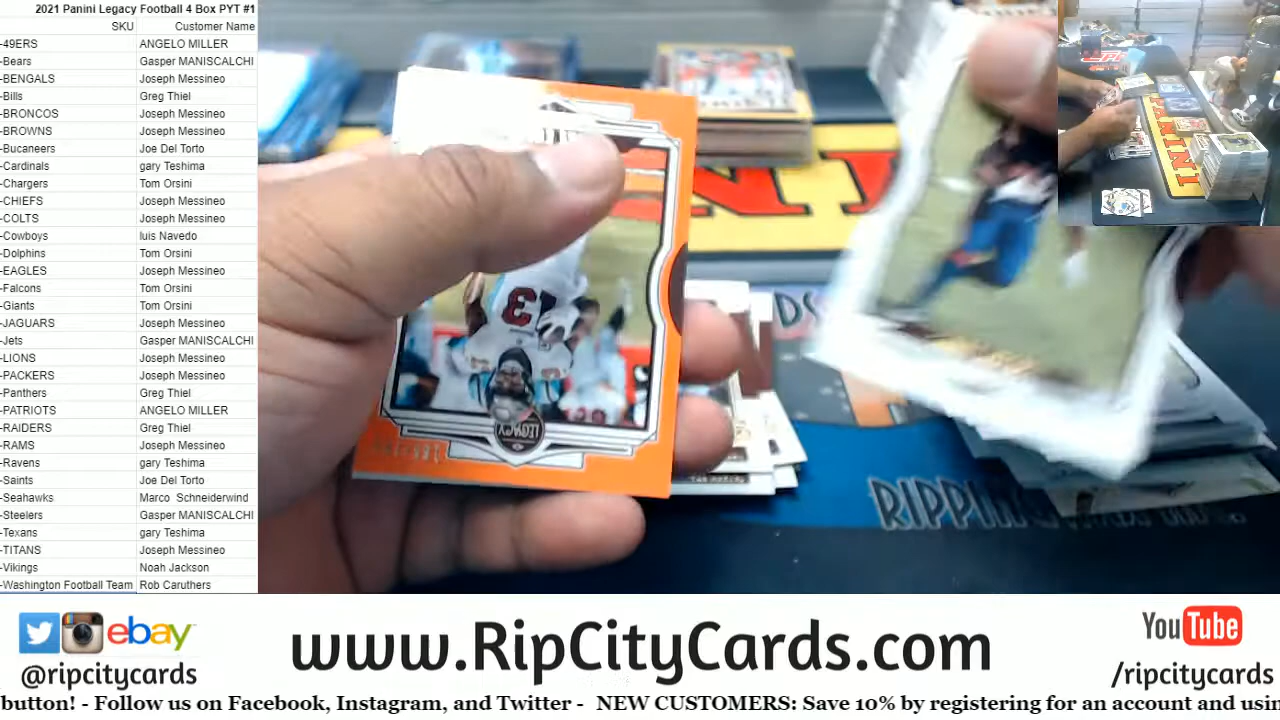 2021 Panini Legacy Football 4 Box PYT #1
SKU Customer Name
-49ERS ANGELO MILLER
-Bears Gasper MANISCALCHI
-BENGALS Joseph Messineo
-Bills Greg Thiel
-BRONCOS Joseph Messineo
-BROWNS Joseph Messineo
-Bucaneers Joe Del Torto
-Cardinals gary Teshima
-Chargers Tom Orsini
-CHIEFS Joseph Messineo
-COLTS Joseph Messineo
-Cowboys luis Navedo
-Dolphins Tom Orsini
-EAGLES Joseph Messineo
-Falcons Tom Orsini
-Giants Tom Orsini
-JAGUARS Joseph Messineo
-Jets Gasper MANISCALCHI
-LIONS Joseph Messineo
-PACKERS Joseph Messineo
-Panthers Greg Thiel
-PATRIOTS ANGELO MILLER
-RAIDERS Greg Thiel
-RAMS Joseph Messineo
-Ravens gary Teshima
-Saints Joe Del Torto
-Seahawks Marco Schneiderwind
-Steelers Gasper MANISCALCHI
-Texans gary Teshima
-TITANS Joseph Messineo
-Vikings Noah Jackson
-Washington Football Team Rob Caruthers
PANINI
13
LEGACY
RIPPING
ebay
@ripcitycards
www.RipCityCards.com
YouTube
/ripcitycards
button! - Follow us on Facebook, Instagram, and Twitter - NEW CUSTOMERS: Save 10% by registering for an account and usin